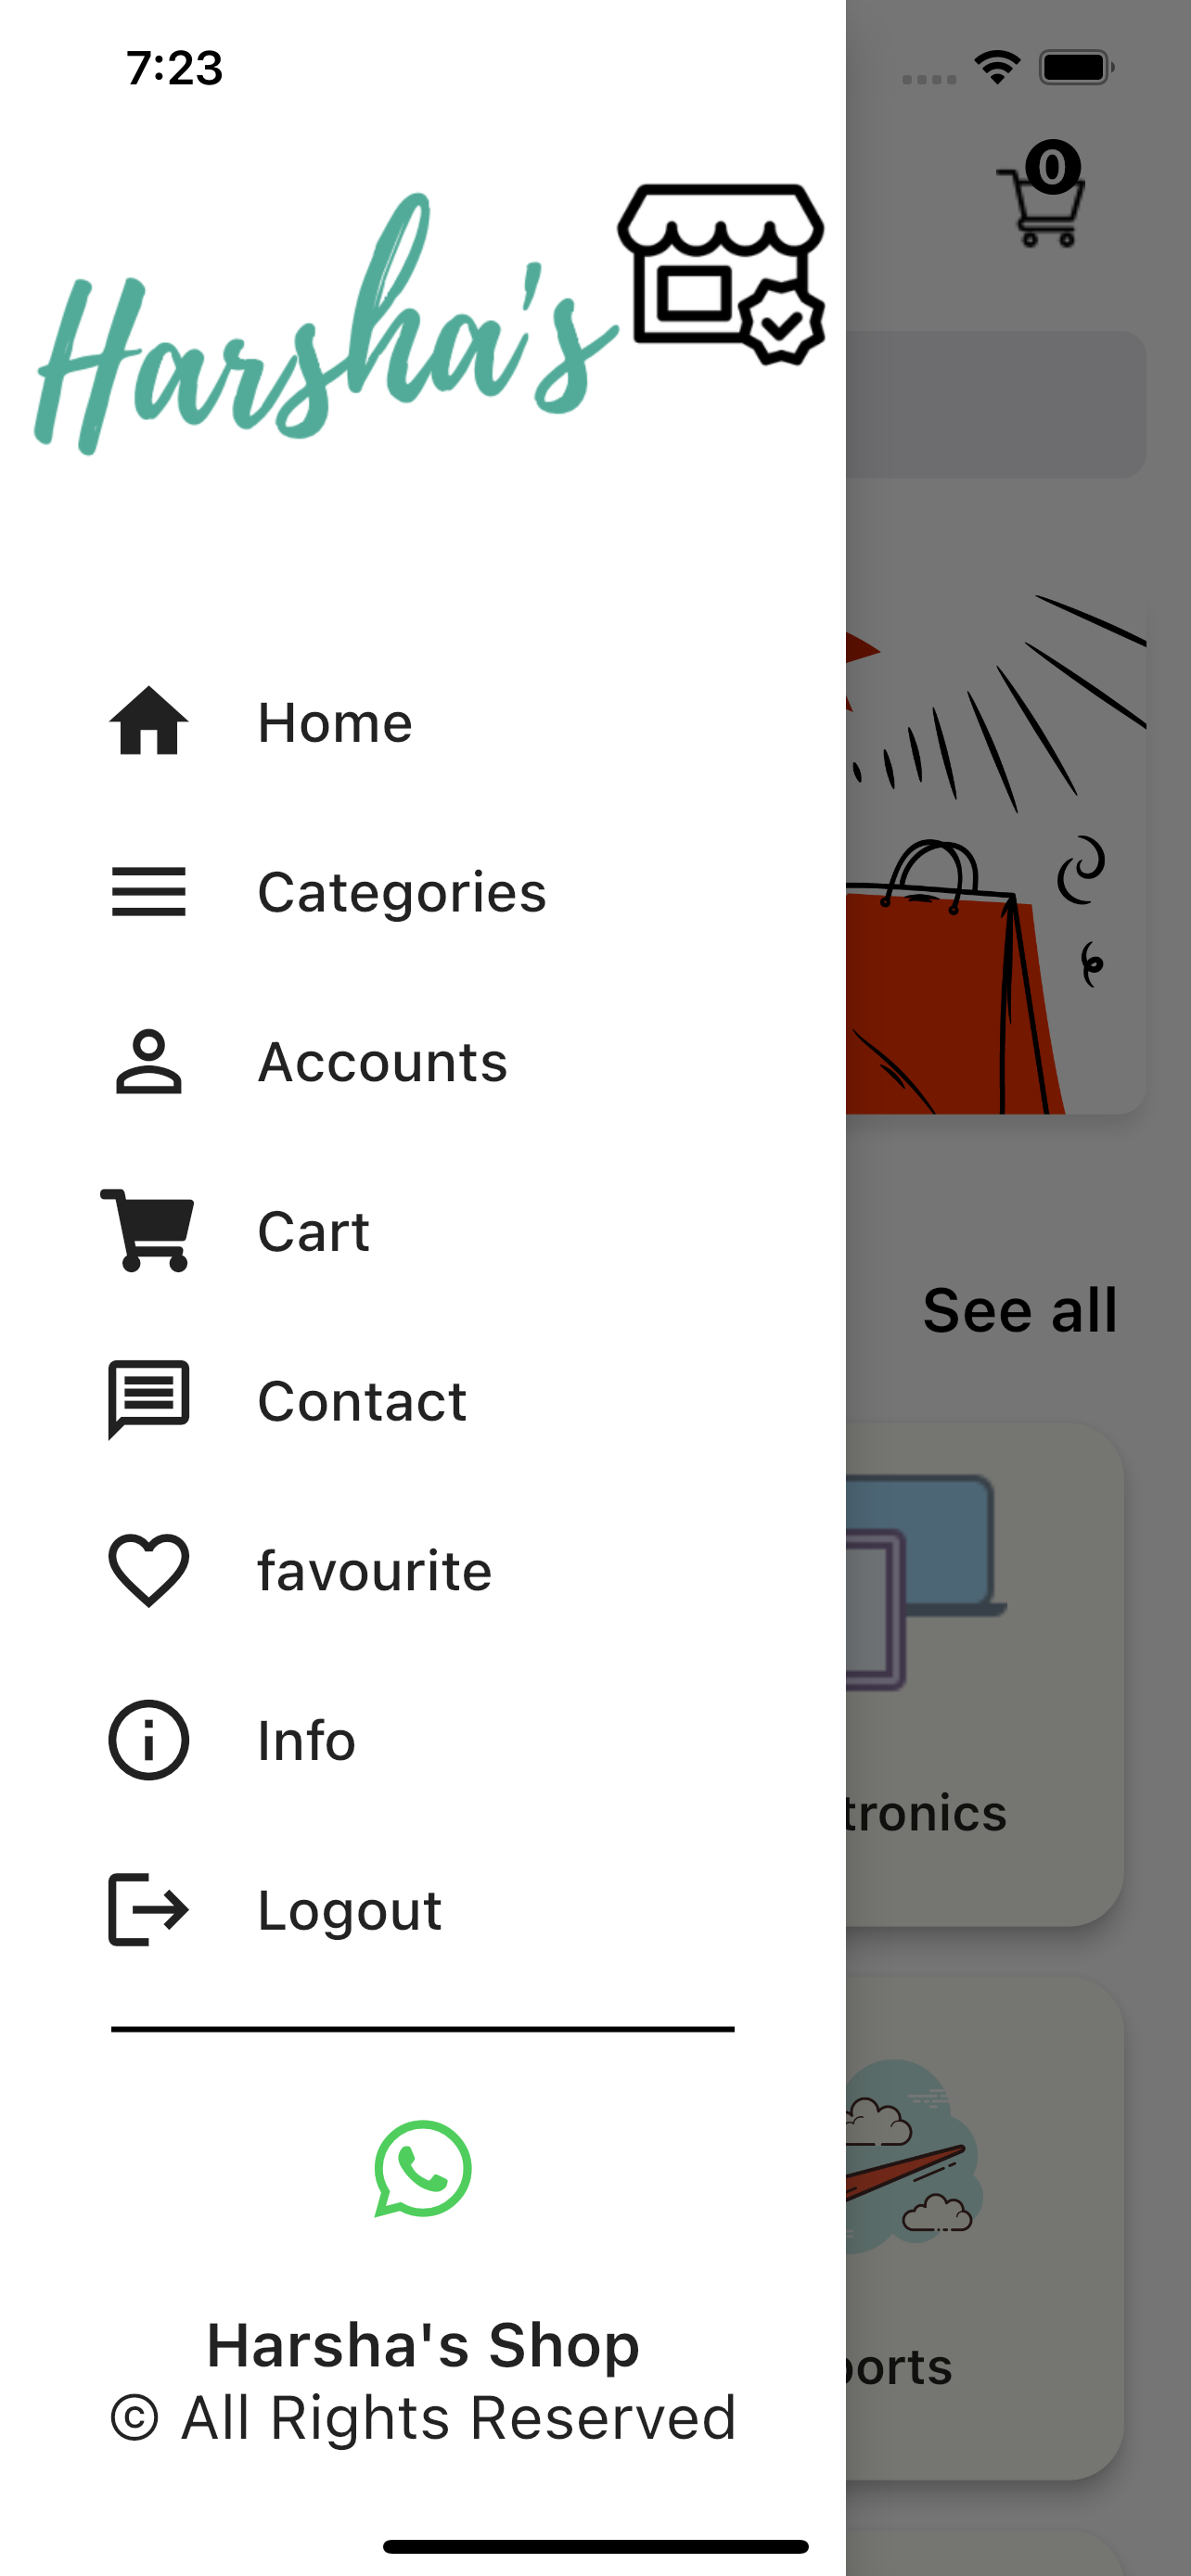 7:23
0
Harsha's
Home
Categories
Accounts
Cart
See all
Contact
favourite
Info
tronics
Logout
Harsha's Shop
ports
© All Rights Reserved